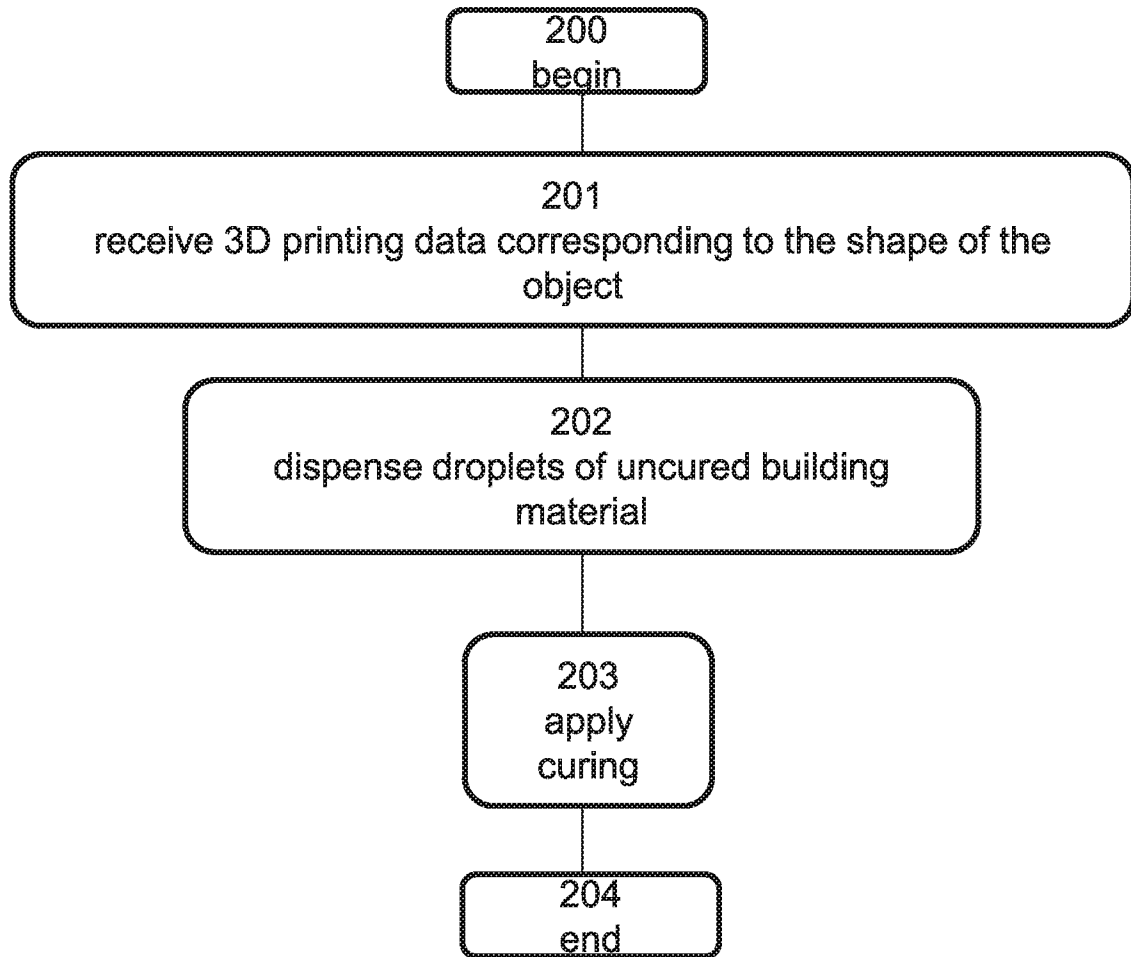 200
begin
201
receive 3D printing data corresponding to the shape of the
object
202
dispense droplets of uncured building
material
203
apply
curing
204
end